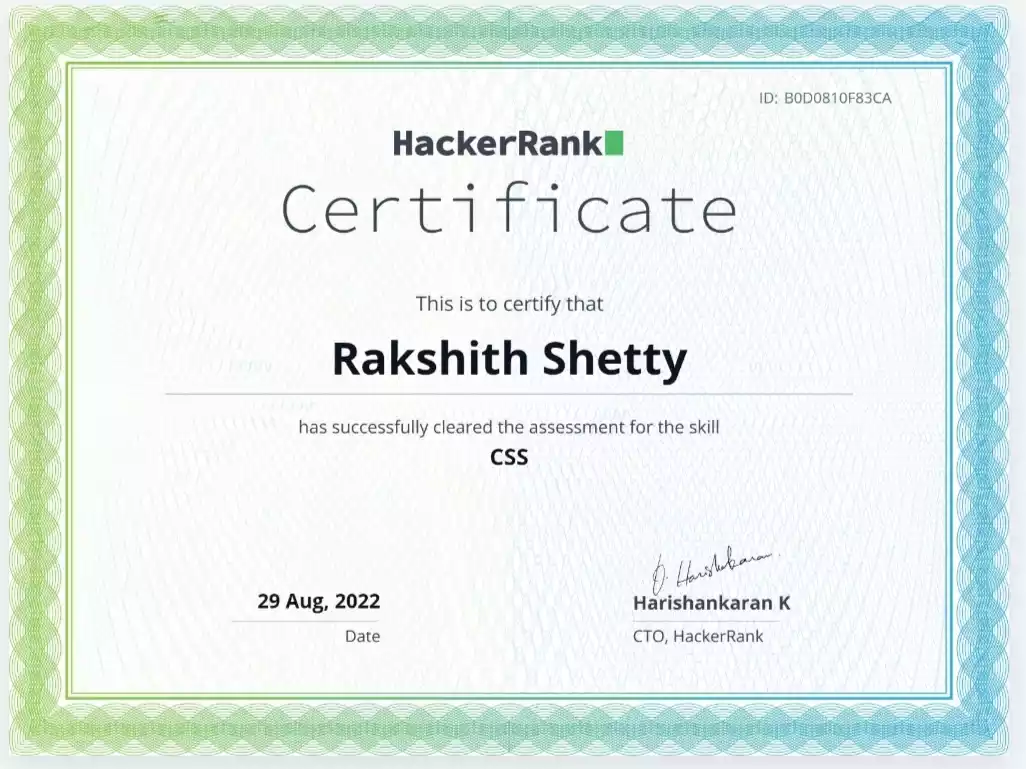 ID: B0D0810F83CA
HackerRank
Certificate
This is to certify that
Rakshith Shetty
has successfully cleared the assessment for the skill
CSS
29 Aug, 2022
Date
Harishankaran
Harishankaran K
CTO, HackerRank